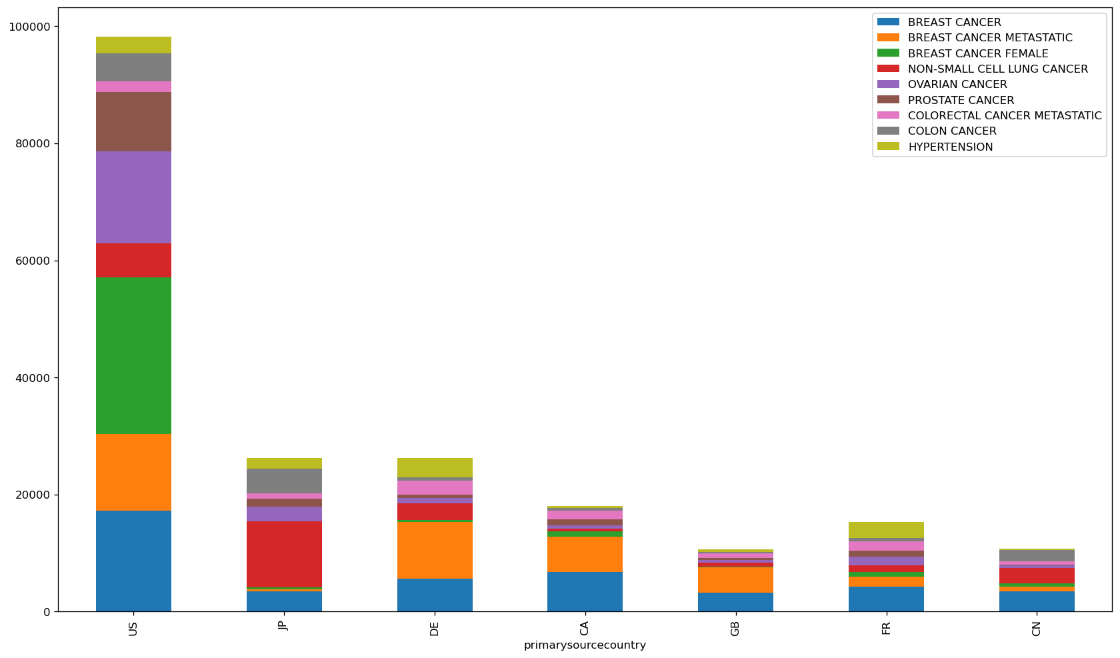 100000
80000
60000
40000
20000
0
BREAST CANCER
BREAST CANCER METASTATIC
BREAST CANCER FEMALE
NON-SMALL CELL LUNG CANCER
OVARIAN CANCER
PROSTATE CANCER
COLORECTAL CANCER METASTATIC
COLON CANCER
HYPERTENSION
US
JP
DE
CA
GB
FR
CN
primarysourcecountry